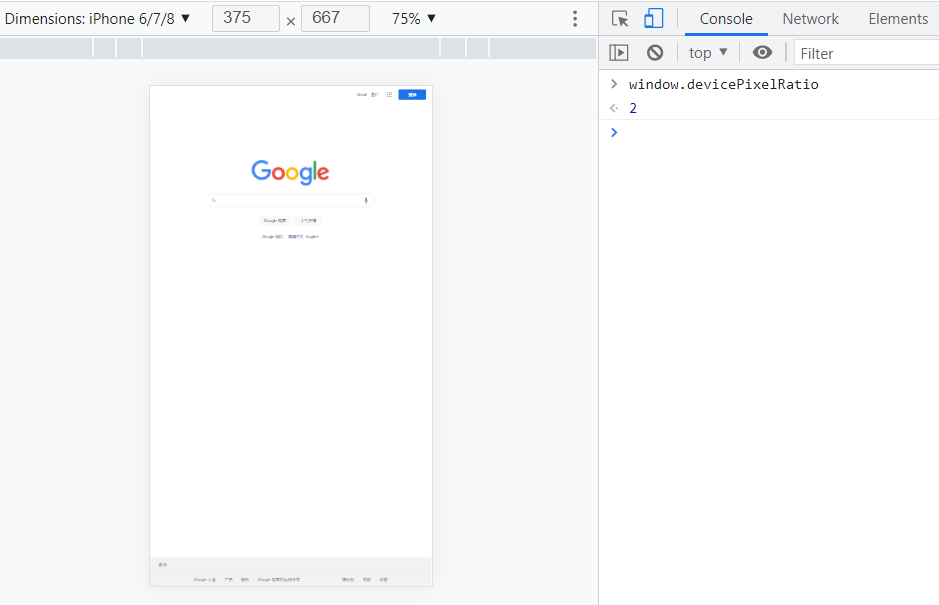 Dimensions: iPhone 6/7/8 ▼ 375 × 667 75% ▼
Console Network Elements
top ▼ Filter
> window.devicePixelRatio
2
Gmail 图片 登录
Google
Google 搜索 手气不错
Google 繁體中文 English
香港
Google 大全 广告 商务 Google 搜索的运作方式 隐私权 条款 设置